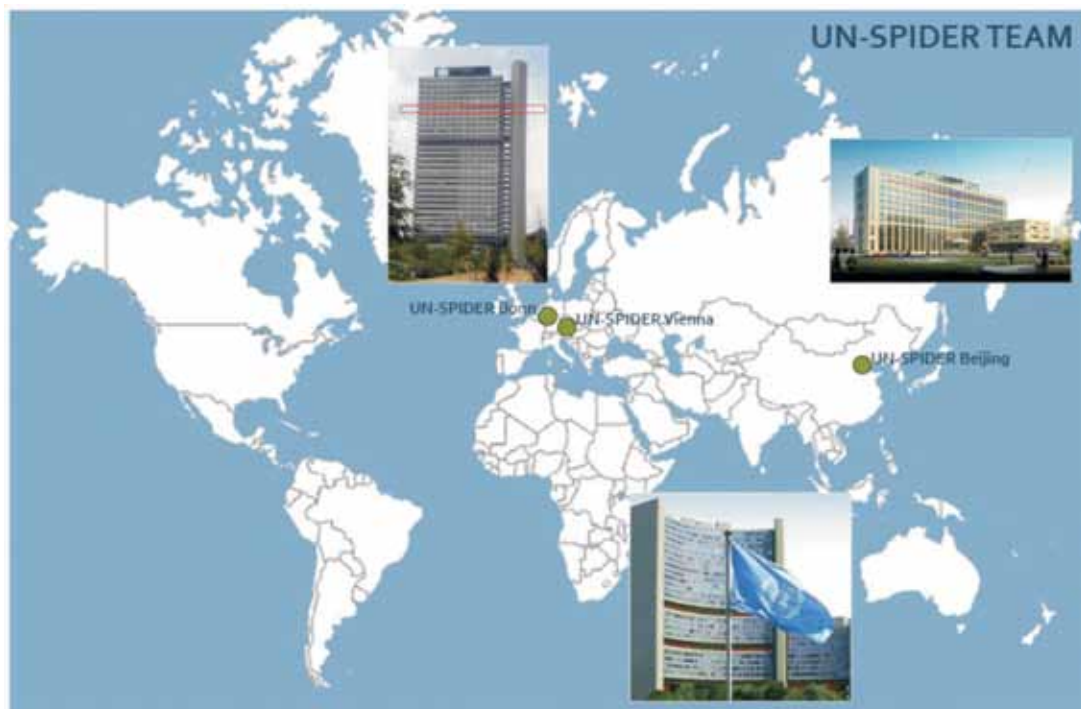 UN-SPIDER TEAM
UN-SPIDER Bonn
UN-SPIDER Vienna
UN-SPIDER Beijing